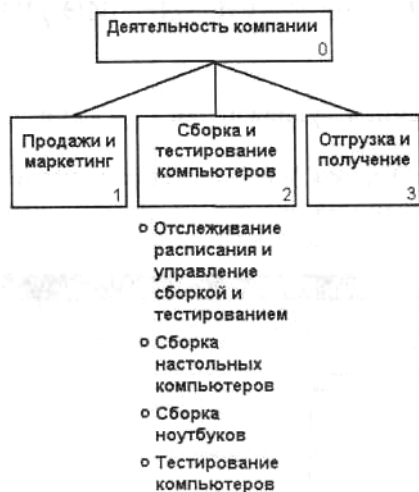 Деятельность компании
0
Продажи и
маркетинг
1
Сборка и
тестирование
компьютеров
2
Отгрузка и
получение
3
о Отслеживание
расписания и
управление
сборкой и
тестированием
о Сборка
настольных
компьютеров
о Сборка
ноутбуков
о Тестирование
компьютеров